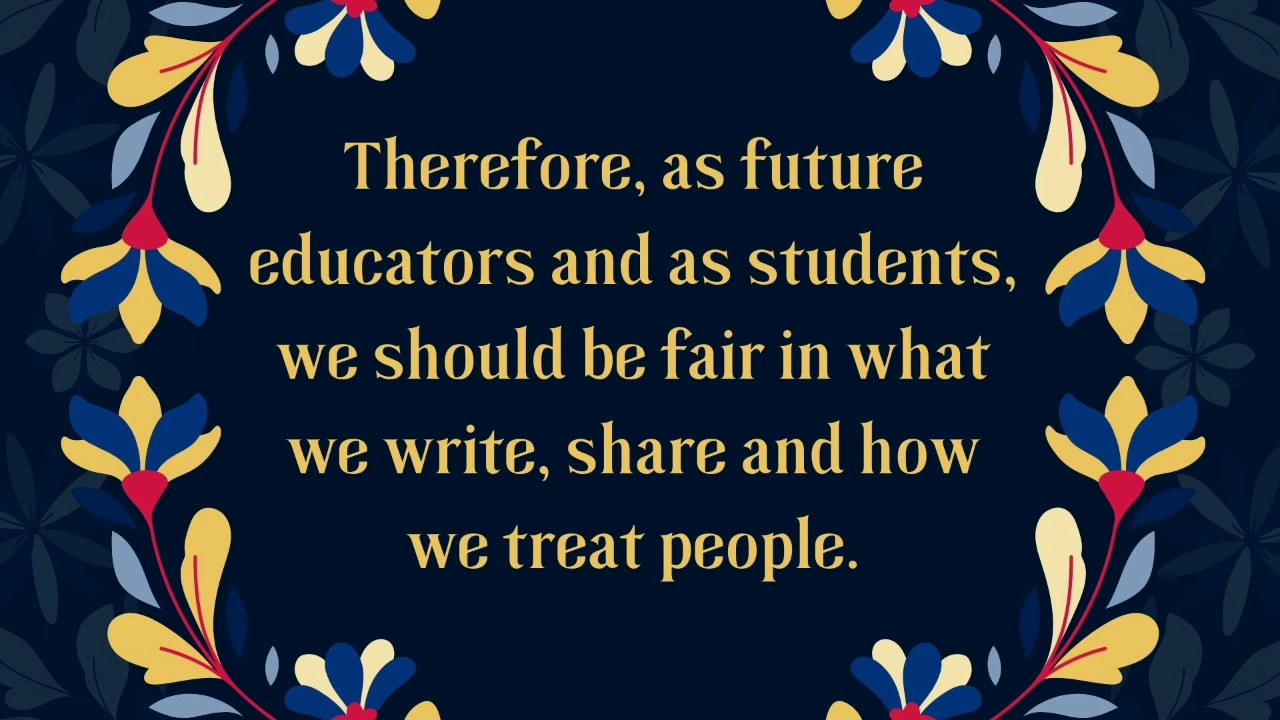 Therefore, as future
educators and as students,
we should be fair in what
we write, share and how
we treat people.